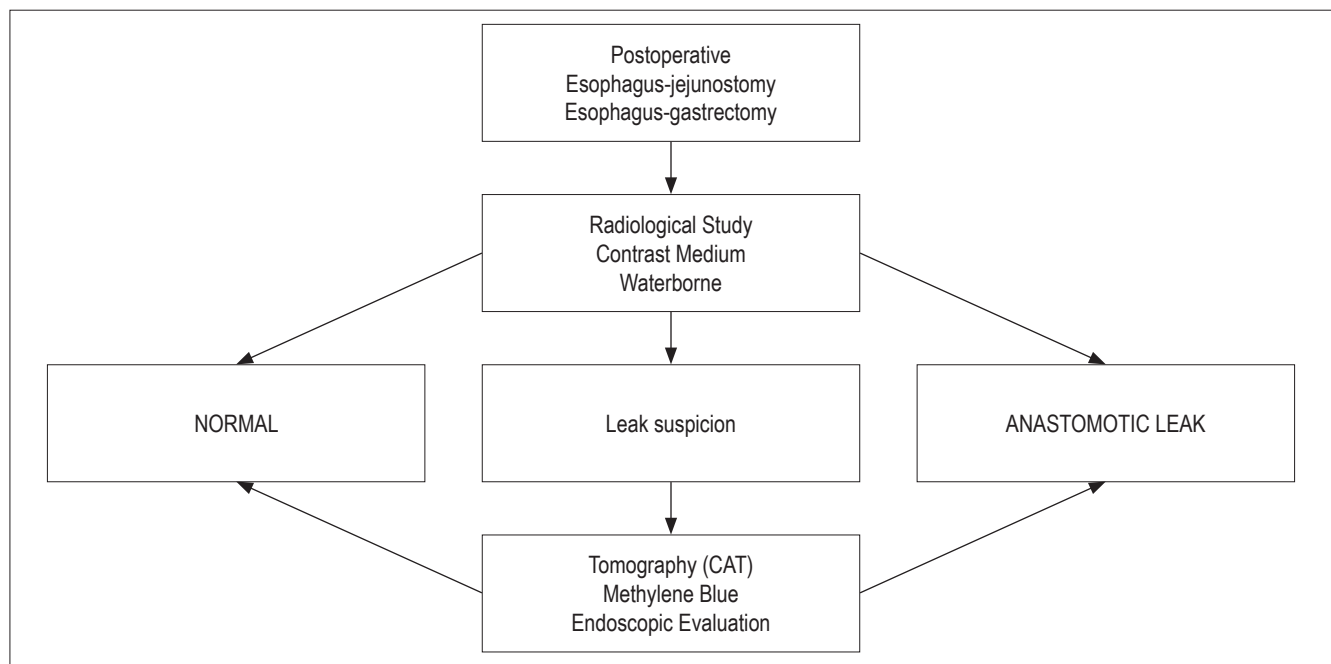 Postoperative
Esophagus-jejunostomy
Esophagus-gastrectomy
Radiological Study
Contrast Medium
Waterborne
NORMAL
Leak suspicion
ANASTOMOTIC LEAK
Tomography (CAT)
Methylene Blue
Endoscopic Evaluation